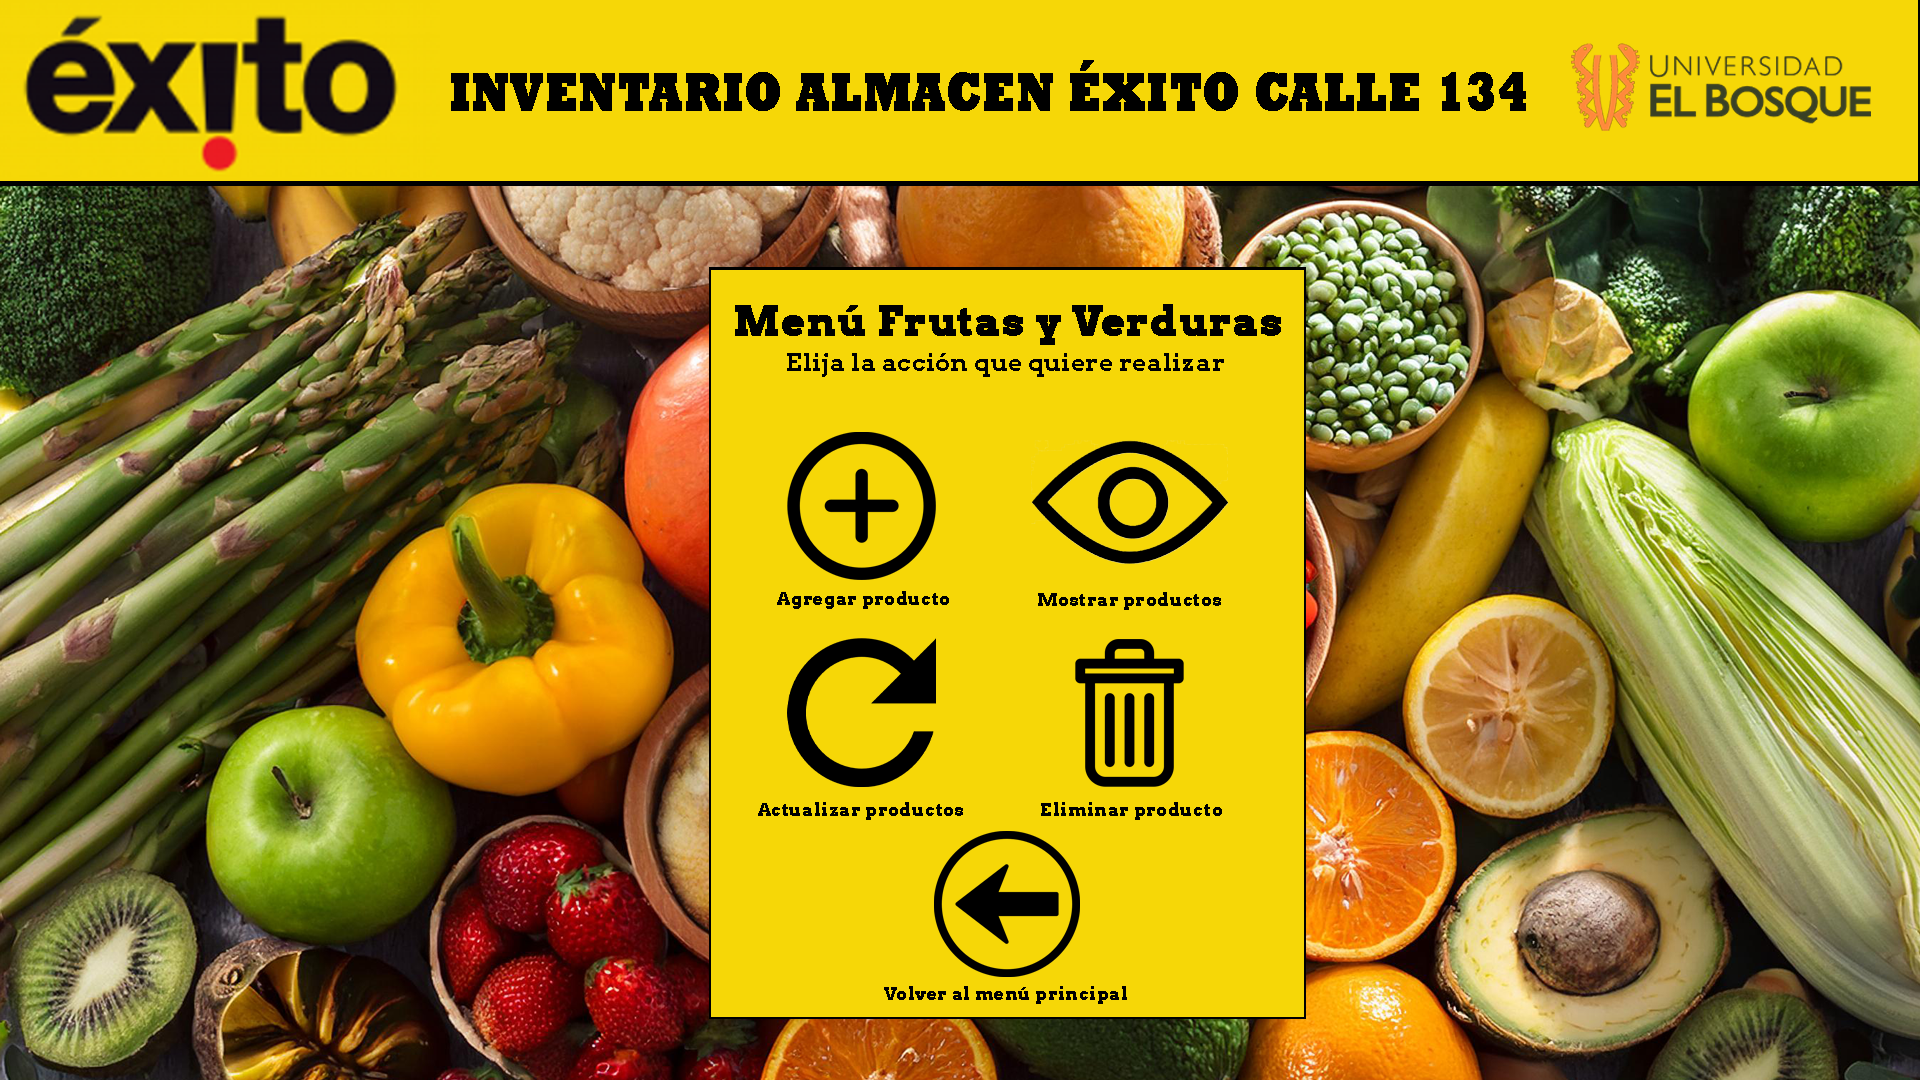 éxito
INVENTARIO ALMACEN ÉXITO CALLE 134
UNIVERSIDAD
EL BOSQUE
Menú Frutas y Verduras
Elija la acción que quiere realizar
Agregar producto
Mostrar productos
Actualizar productos
Eliminar producto
Volver al menú principal